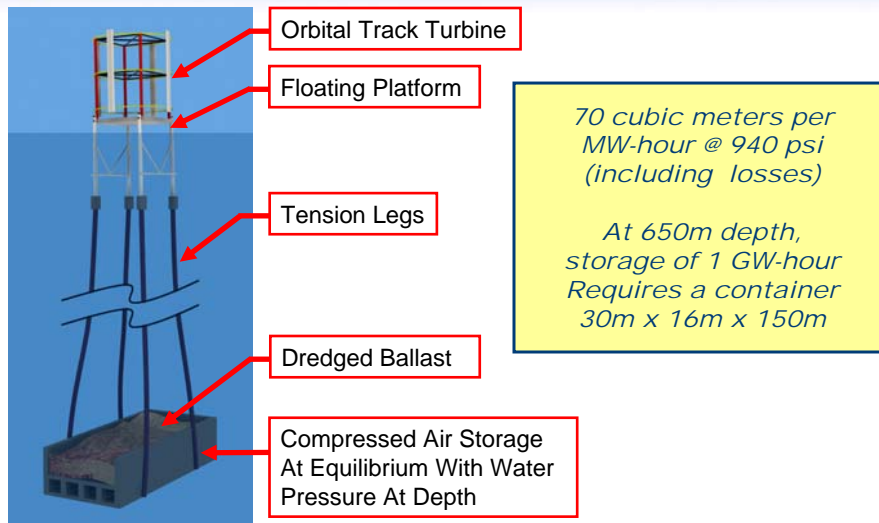 Orbital Track Turbine
Floating Platform
70 cubic meters per
MW-hour @ 940 psi
(including losses)
At 650m depth,
storage of 1 GW-hour
Requires a container
30m x 16m x 150m
Tension Legs
Dredged Ballast
Compressed Air Storage
At Equilibrium With Water
Pressure At Depth